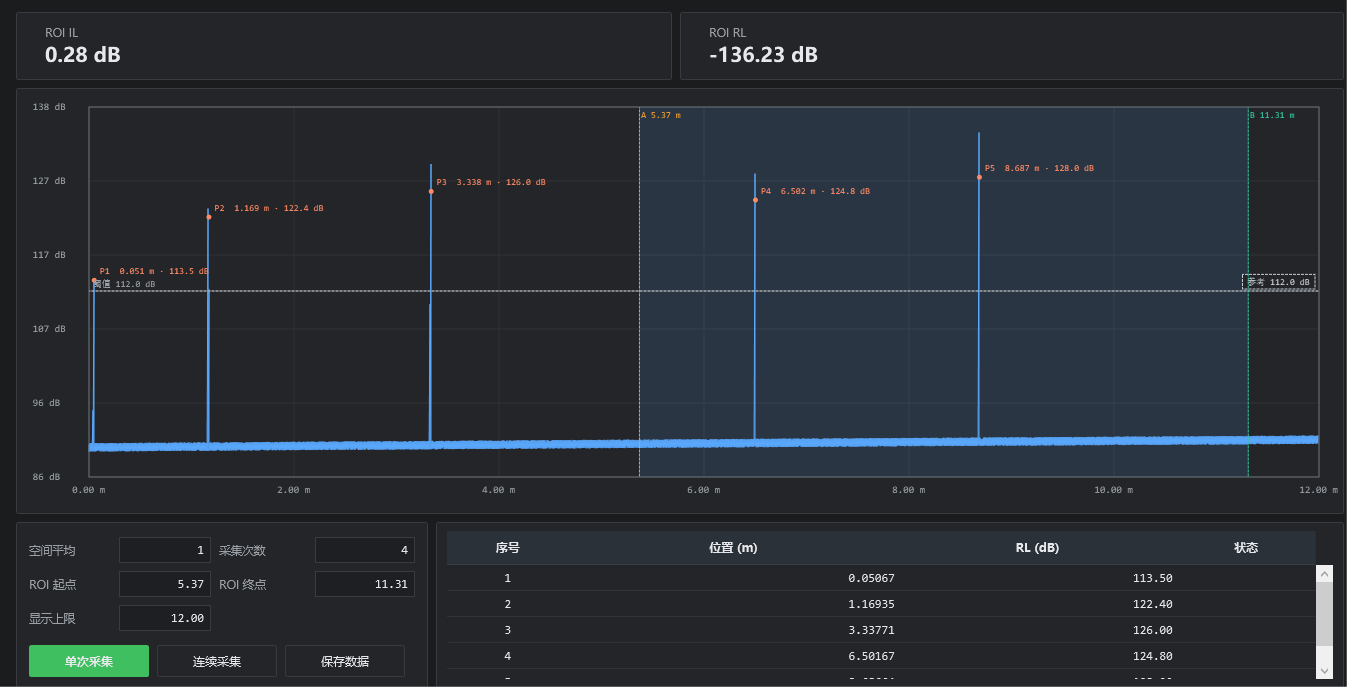 ROI IL
0.28 dB
ROI RL
-136.23 dB
138 dB
127 dB
117 dB
107 dB
96 dB
86 dB
A 5.37 m
B 11.31 m
P1 0.051 m · 113.5 dB
P2 1.169 m · 122.4 dB
P3 3.338 m · 126.0 dB
P4 6.502 m · 124.8 dB
P5 8.687 m · 128.0 dB
阈值 112.0 dB
参考 112.0 dB
0.00 m
2.00 m
4.00 m
6.00 m
8.00 m
10.00 m
12.00 m
空间平均 1 采集次数 4
ROI 起点 5.37 ROI 终点 11.31
显示上限 12.00
单次采集 连续采集 保存数据
序号 位置 (m) RL (dB) 状态
1 0.05067 113.50
2 1.16935 122.40
3 3.33771 126.00
4 6.50167 124.80